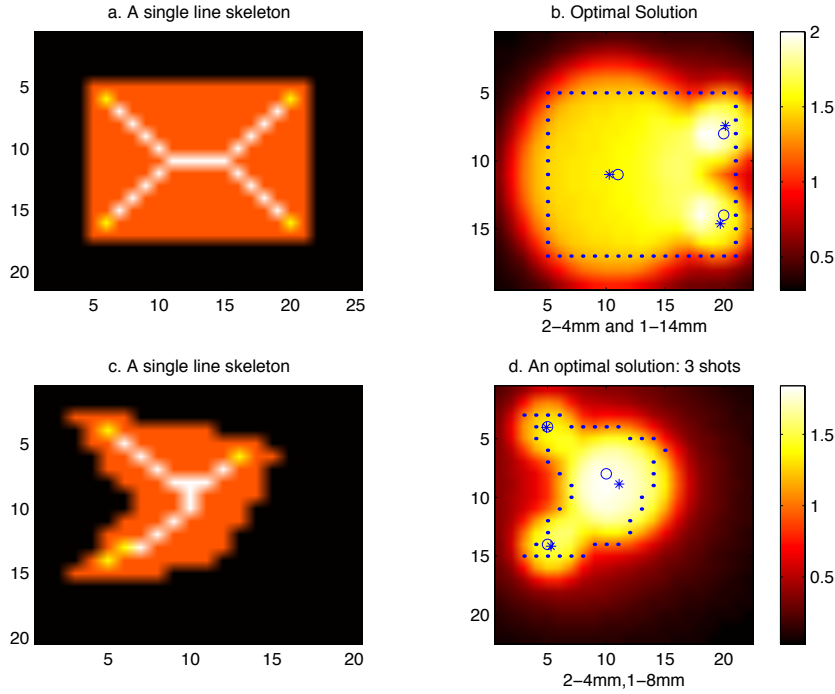 a. A single line skeleton
5
10
15
20
5 10 15 20 25
b. Optimal Solution
5
10
15
5 10 15 20
2−4mm and 1−14mm
2
1.5
1
0.5
c. A single line skeleton
5
10
15
20
5 10 15 20
d. An optimal solution: 3 shots
5
10
15
20
5 10 15 20
2−4mm,1−8mm
1.5
1
0.5